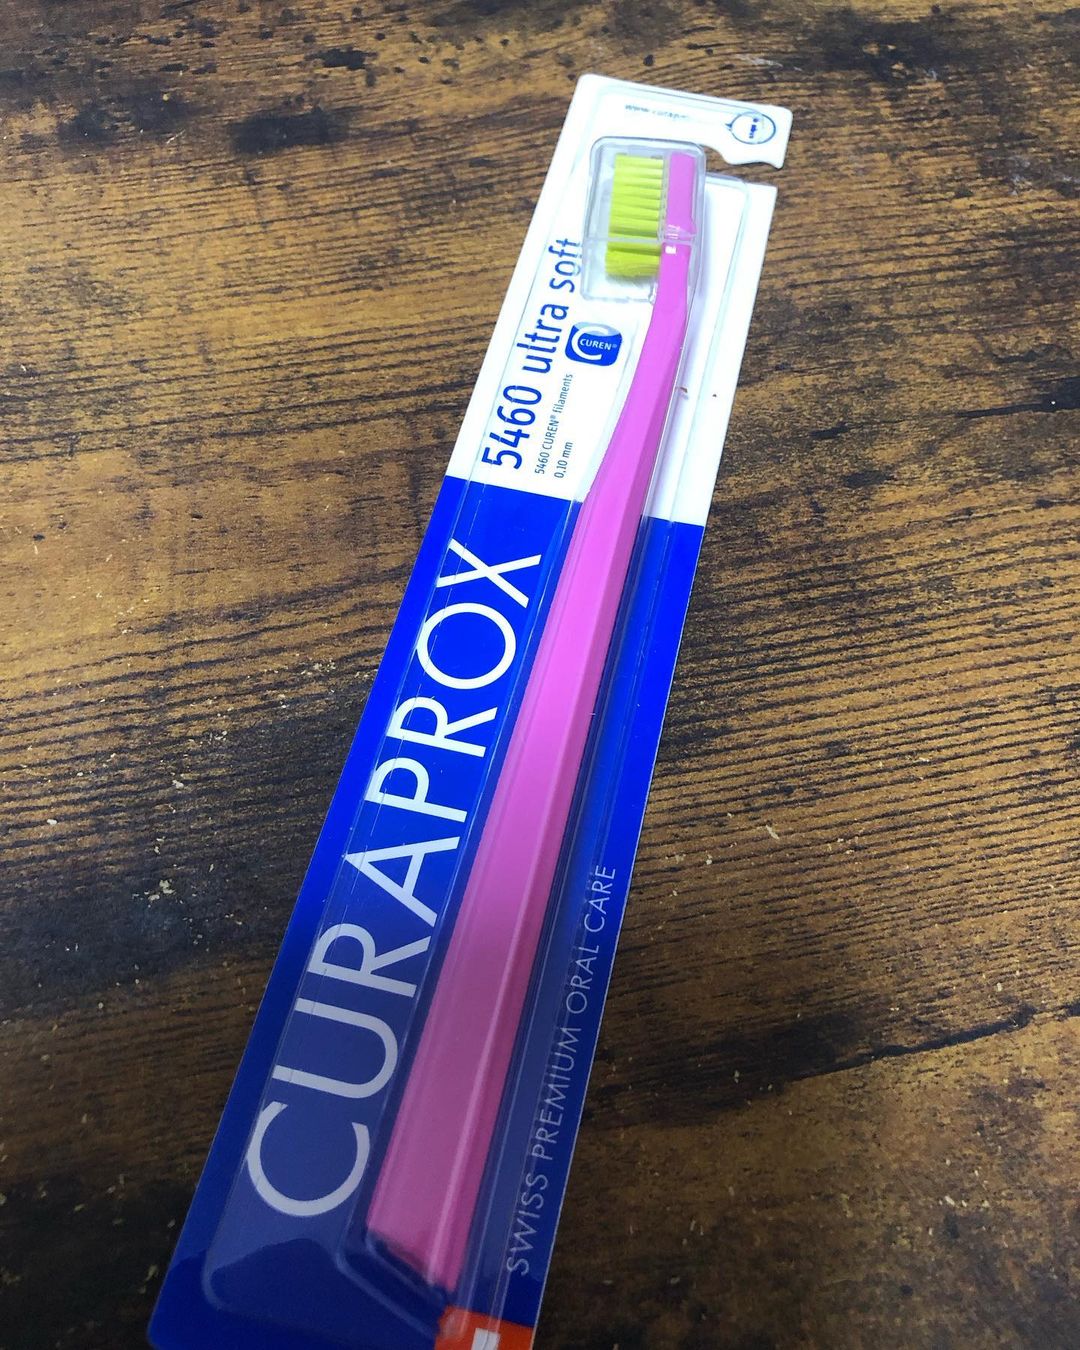 5460 ultra soft
CUREN®
5460 CUREN® filaments
0.10 mm
CURAPROX
SWISS PREMIUM ORAL CARE